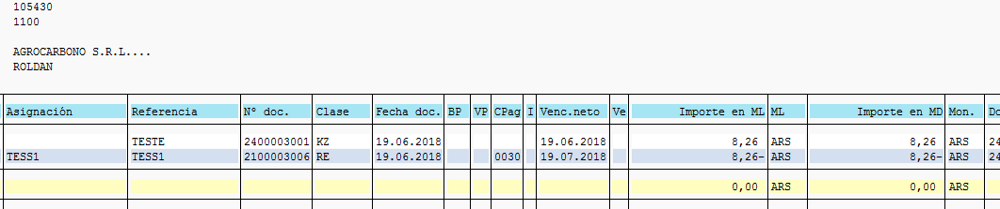 105430
1100
AGROCARBONO S.R.L....
ROLDAN
Asignación Referencia Nº doc. Clase Fecha doc. BP VP CPag I Venc.neto Ve Importe en ML ML Importe en MD Mon. Do
TESTE 2400003001 KZ 19.06.2018 19.06.2018 8,26 ARS 8,26 ARS 24
TESS1 TESS1 2100003006 RE 19.06.2018 0030 19.07.2018 8,26- ARS 8,26- ARS 24
0,00 ARS 0,00 ARS